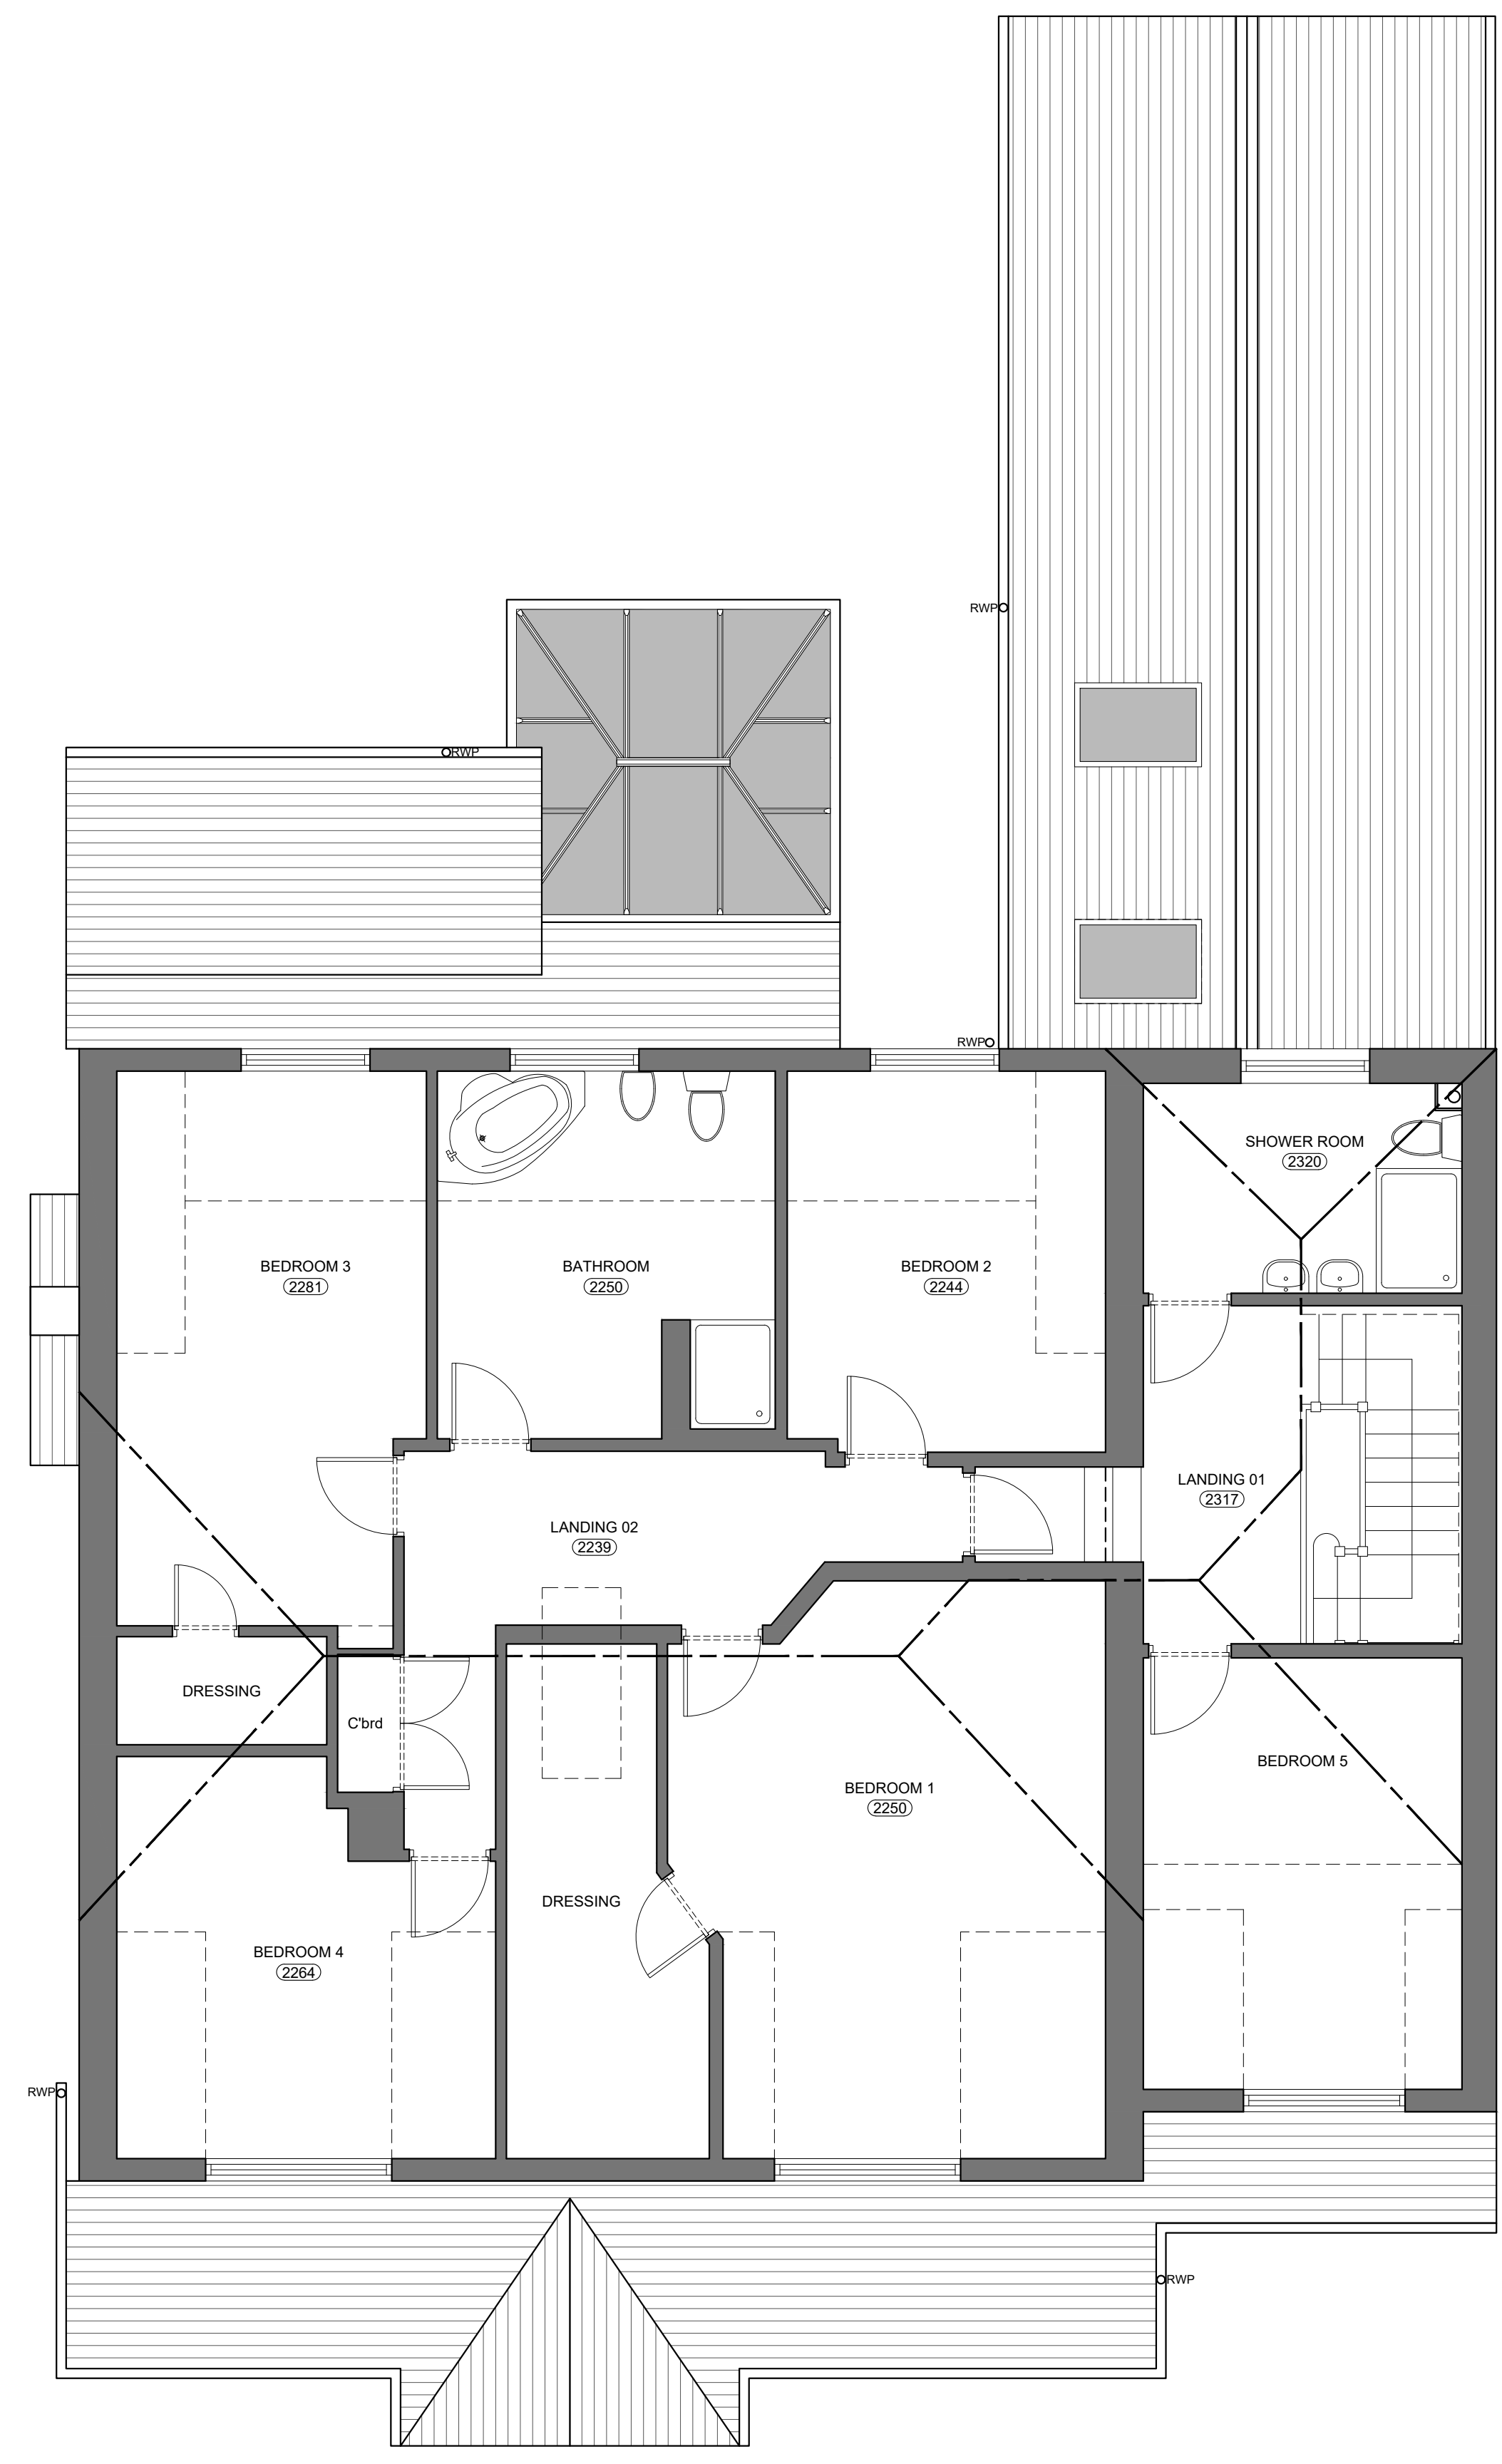 RWP
RWP
RWP
SHOWER ROOM
2320
BEDROOM 3
2281
BATHROOM
2250
BEDROOM 2
2244
LANDING 01
2317
LANDING 02
2239
DRESSING
C'brd
BEDROOM 5
BEDROOM 1
2250
DRESSING
BEDROOM 4
2264
RWP
RWP